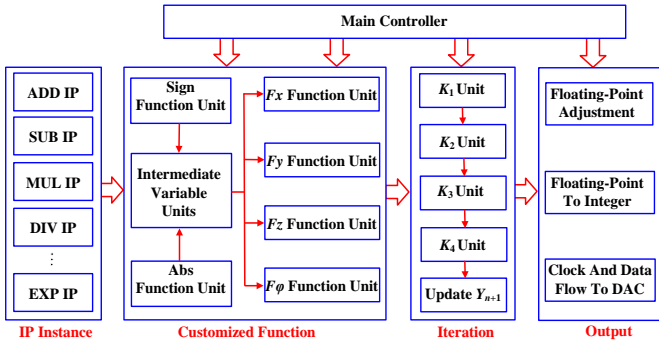 Main Controller
ADD IP
SUB IP
MUL IP
DIV IP
⋮
EXP IP
IP Instance
Sign
Function Unit
Intermediate
Variable
Units
Abs
Function Unit
Fx Function Unit
Fy Function Unit
Fz Function Unit
Fφ Function Unit
Customized Function
K₁ Unit
K₂ Unit
K₃ Unit
K₄ Unit
Update Yₙ₊₁
Iteration
Floating-Point
Adjustment
Floating-Point
To Integer
Clock And Data
Flow To DAC
Output